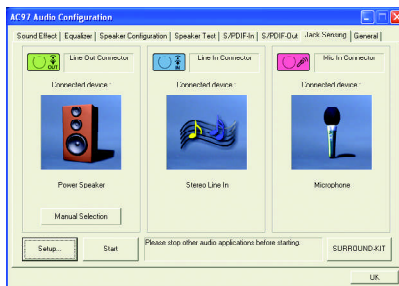 AC97 Audio Configuration
Sound Effect | Equalizer | Speaker Configuration | Speaker Test | S/PDIF-In | S/PDIF-Out | Jack Sensing | General
Line Out Connector
Line In Connector
Mic In Connector
OUT
IN
Connected device :
Connected device :
Connected device :
Power Speaker
Stereo Line In
Microphone
Manual Selection
Setup...
Start
Please stop other audio applications before starting.
SURROUND-KIT
OK